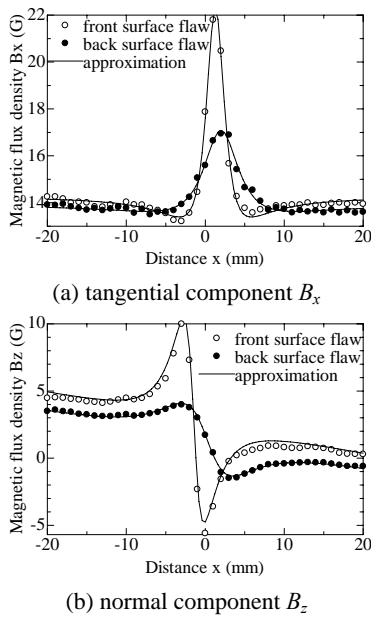 22
20
18
16
14
Magnetic flux density Bx (G)
front surface flaw
back surface flaw
approximation
-20 -10 0 10 20
Distance x (mm)
(a) tangential component Bx
10
5
0
-5
Magnetic flux density Bz (G)
front surface flaw
back surface flaw
approximation
-20 -10 0 10 20
Distance x (mm)
(b) normal component Bz